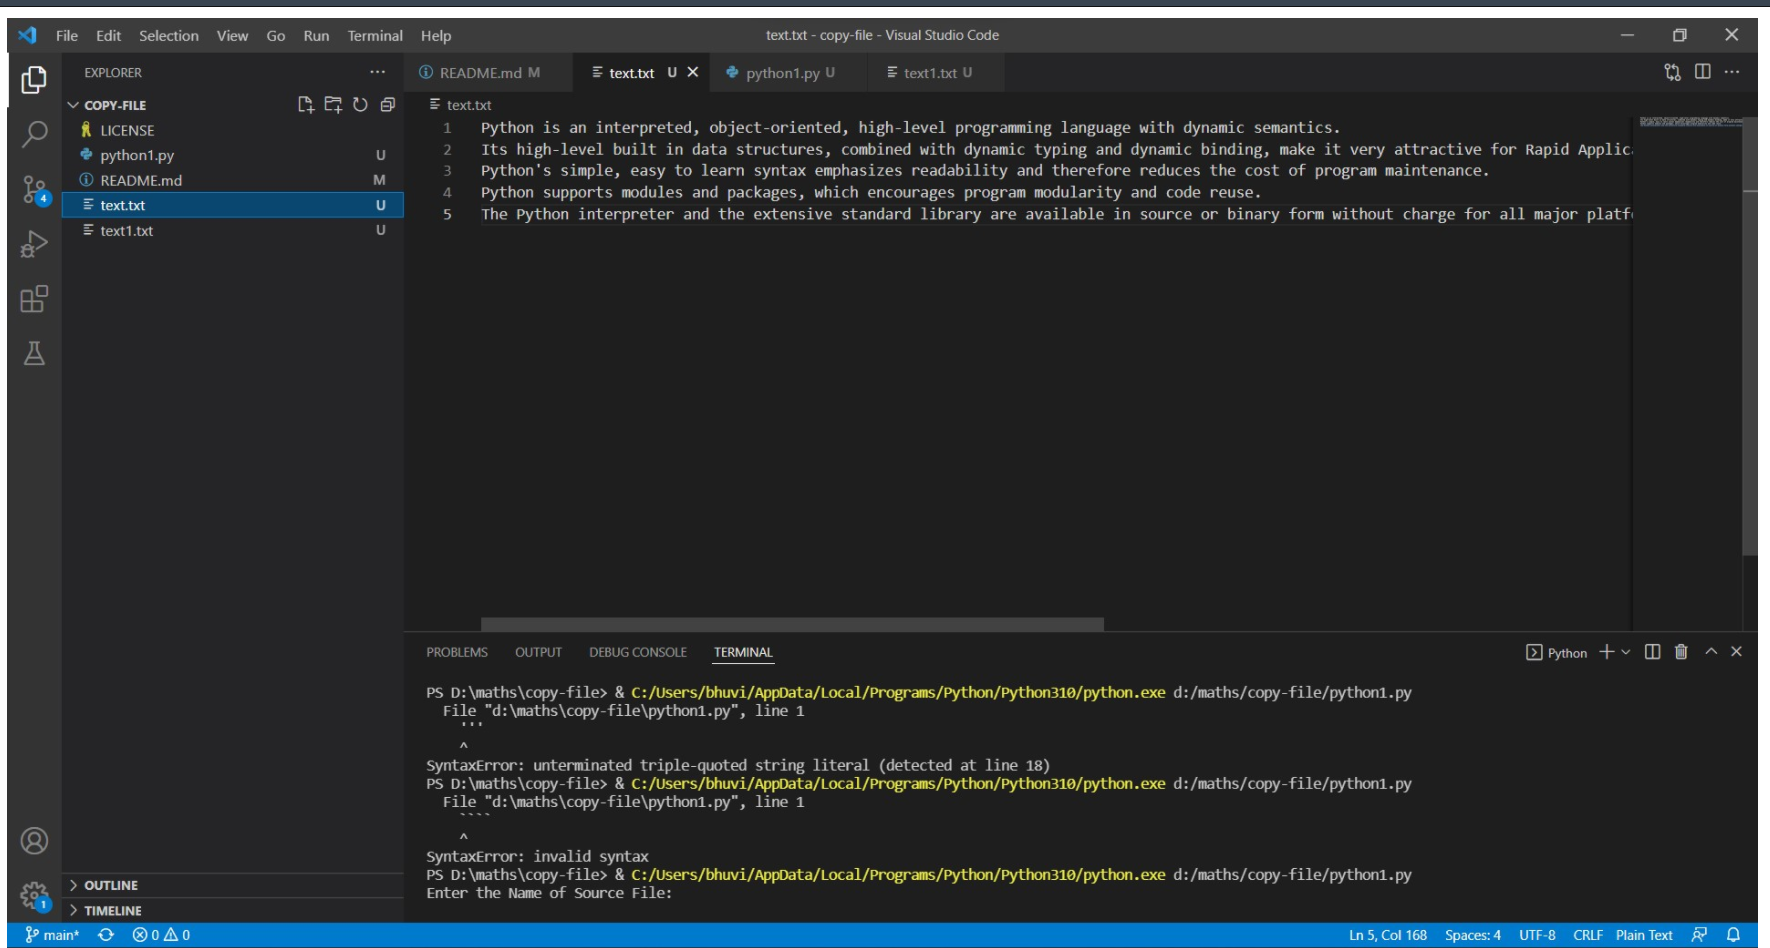 File Edit Selection View Go Run Terminal Help text.txt - copy-file - Visual Studio Code
EXPLORER
COPY-FILE
LICENSE
python1.py U
README.md M
text.txt U
text1.txt U
OUTLINE
TIMELINE
README.md M text.txt U python1.py U text1.txt U
text.txt
1 Python is an interpreted, object-oriented, high-level programming language with dynamic semantics.
2 Its high-level built in data structures, combined with dynamic typing and dynamic binding, make it very attractive for Rapid Applic
3 Python's simple, easy to learn syntax emphasizes readability and therefore reduces the cost of program maintenance.
4 Python supports modules and packages, which encourages program modularity and code reuse.
5 The Python interpreter and the extensive standard library are available in source or binary form without charge for all major platf
PROBLEMS OUTPUT DEBUG CONSOLE TERMINAL Python
PS D:\maths\copy-file> & C:/Users/bhuvi/AppData/Local/Programs/Python/Python310/python.exe d:/maths/copy-file/python1.py
File "d:\maths\copy-file\python1.py", line 1
'''
^
SyntaxError: unterminated triple-quoted string literal (detected at line 18)
PS D:\maths\copy-file> & C:/Users/bhuvi/AppData/Local/Programs/Python/Python310/python.exe d:/maths/copy-file/python1.py
File "d:\maths\copy-file\python1.py", line 1
````
^
SyntaxError: invalid syntax
PS D:\maths\copy-file> & C:/Users/bhuvi/AppData/Local/Programs/Python/Python310/python.exe d:/maths/copy-file/python1.py
Enter the Name of Source File:
main* 0 0 Ln 5, Col 168 Spaces: 4 UTF-8 CRLF Plain Text